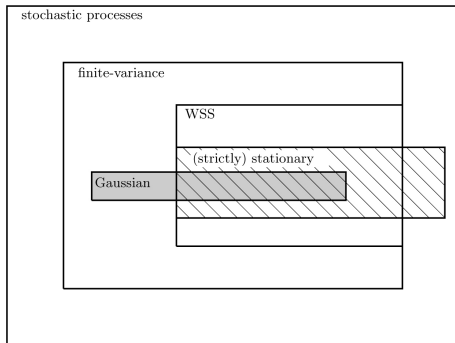 stochastic processes
finite-variance
WSS
(strictly) stationary
Gaussian